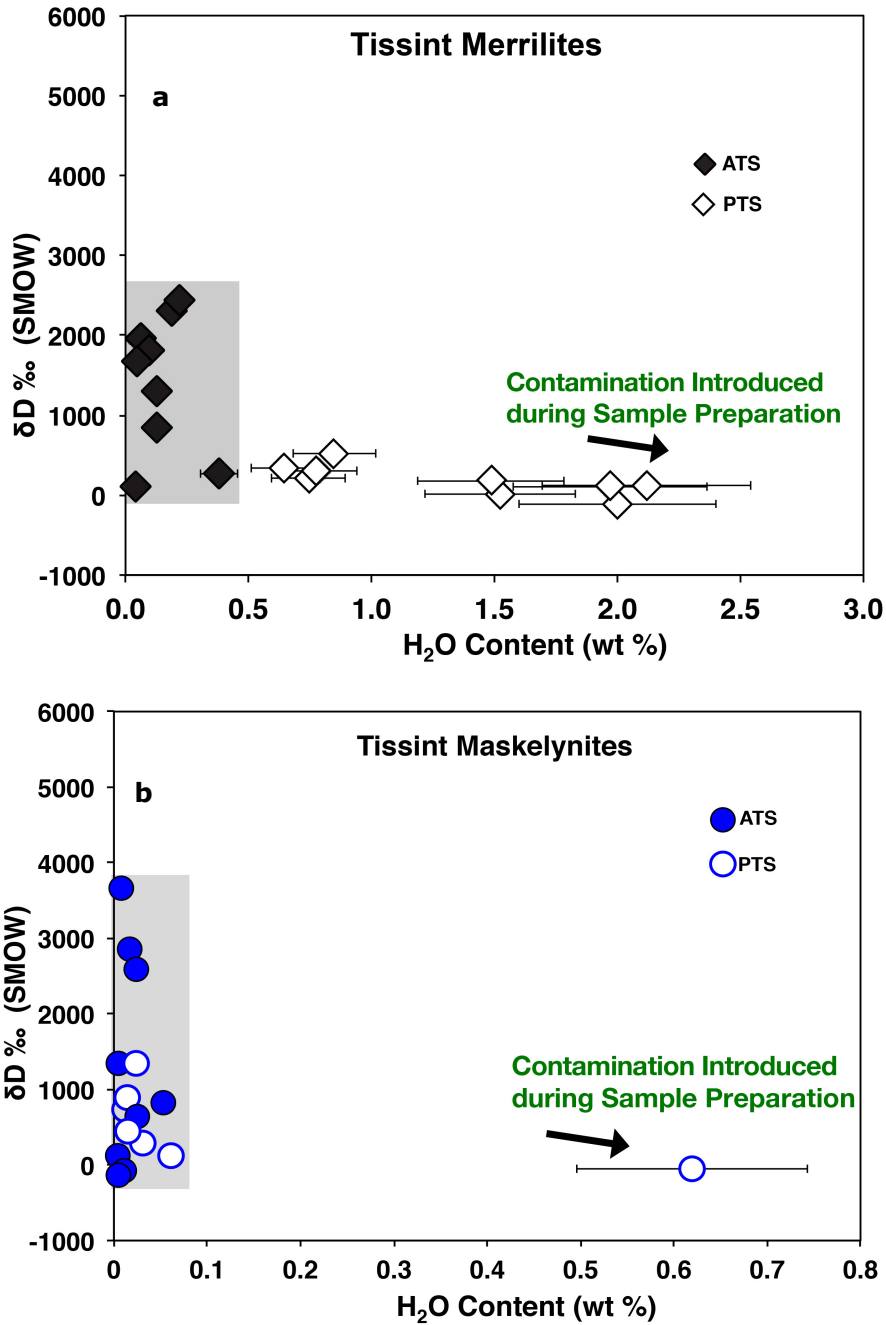 6000
Tissint Merrilites
a
5000
ATS
4000
PTS
3000
δD ‰ (SMOW)
2000
Contamination Introduced
during Sample Preparation
1000
0
-1000
0.0 0.5 1.0 1.5 2.0 2.5 3.0
H₂O Content (wt %)
6000
Tissint Maskelynites
b
5000
ATS
4000
PTS
3000
δD ‰ (SMOW)
2000
Contamination Introduced
during Sample Preparation
1000
0
-1000
0 0.1 0.2 0.3 0.4 0.5 0.6 0.7 0.8
H₂O Content (wt %)